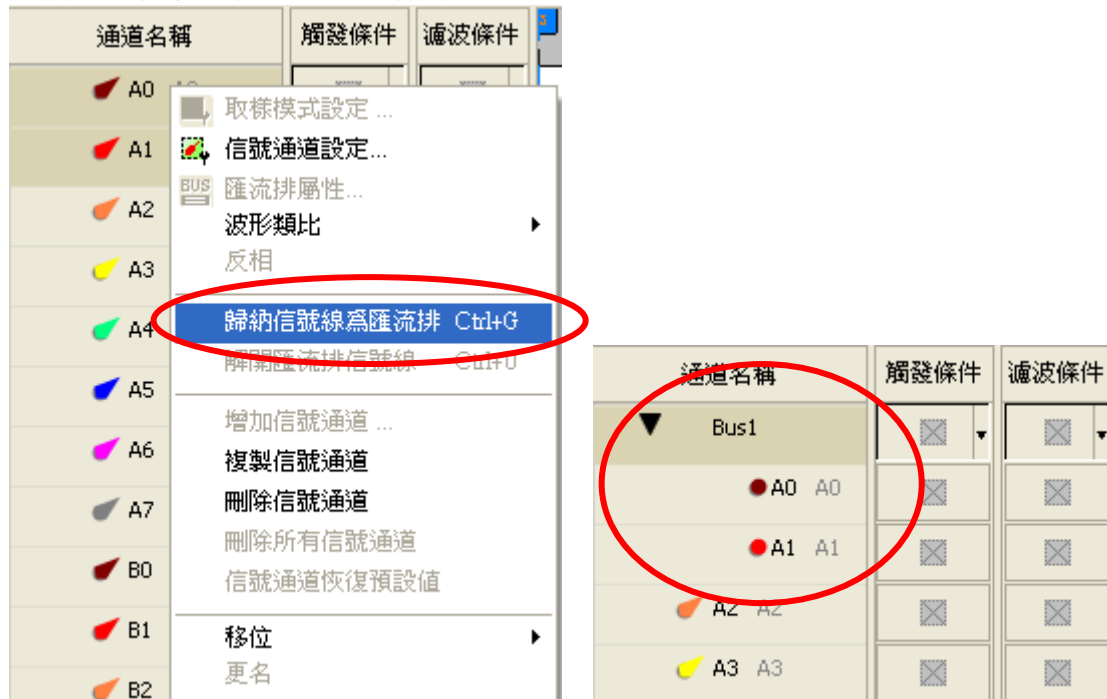 通道名稱 觸發條件 濾波條件
A0
A1
A2
A3
A4
A5
A6
A7
B0
B1
B2
取樣模式設定 ...
信號通道設定...
BUS 匯流排屬性...
波形類比
反相
歸納信號線爲匯流排 Ctrl+G
解開匯流排信號線 Ctrl+U
增加信號通道 ...
複製信號通道
刪除信號通道
刪除所有信號通道
信號通道恢復預設值
移位
更名
通道名稱 觸發條件 濾波條件
Bus1
A0 A0
A1 A1
A2 A2
A3 A3